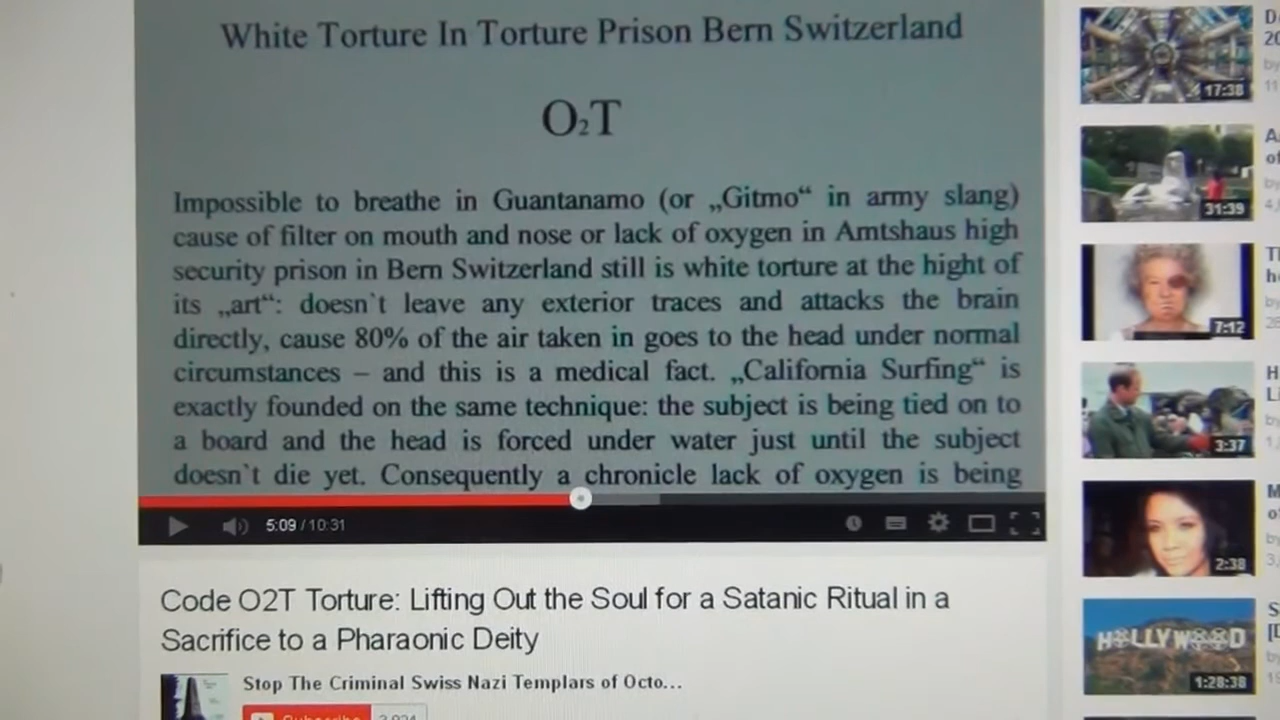 White Torture In Torture Prison Bern Switzerland
O₂T
Impossible to breathe in Guantanamo (or „Gitmo“ in army slang)
cause of filter on mouth and nose or lack of oxygen in Amtshaus high
security prison in Bern Switzerland still is white torture at the hight of
its „art“: doesn`t leave any exterior traces and attacks the brain
directly, cause 80% of the air taken in goes to the head under normal
circumstances – and this is a medical fact. „California Surfing“ is
exactly founded on the same technique: the subject is being tied on to
a board and the head is forced under water just until the subject
doesn`t die yet. Consequently a chronicle lack of oxygen is being
5:09 / 10:31
Code O2T Torture: Lifting Out the Soul for a Satanic Ritual in a
Sacrifice to a Pharaonic Deity
Stop The Criminal Swiss Nazi Templars of Octo...
Subscribe
17:38
31:39
7:12
3:37
2:38
HOLLYWOOD
1:28:38